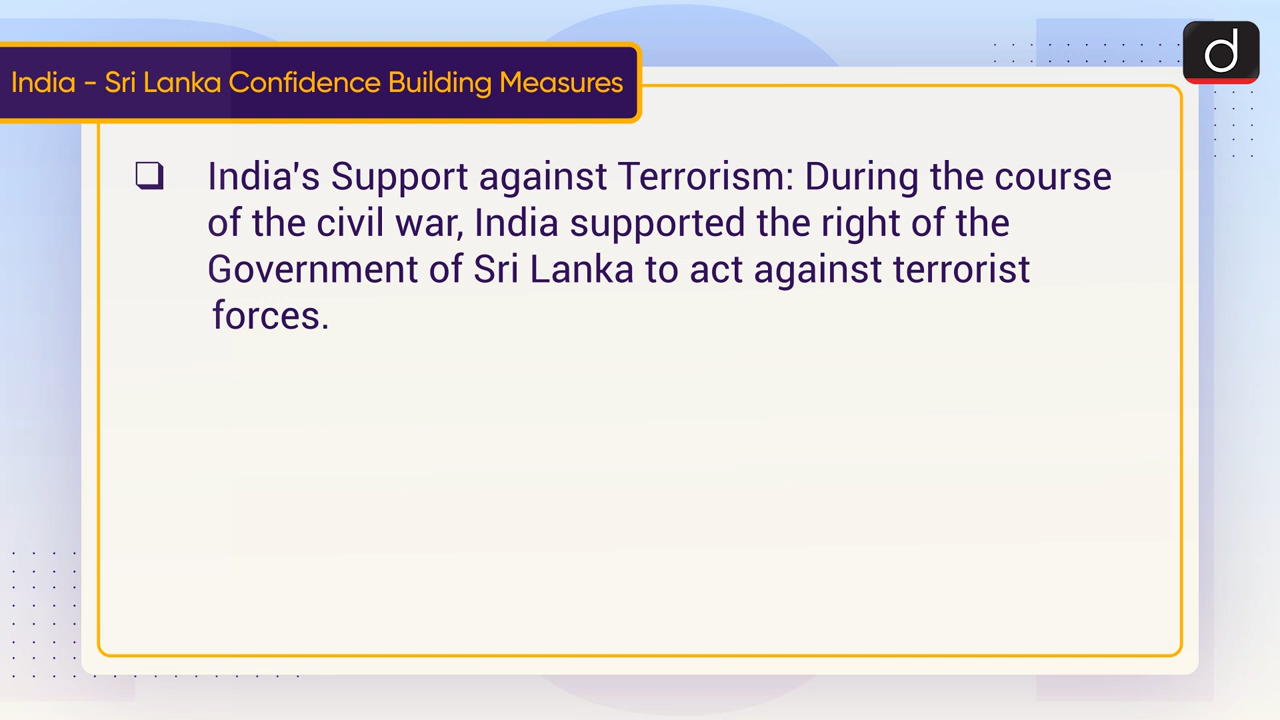 India - Sri Lanka Confidence Building Measures
d
❑ India's Support against Terrorism: During the course
of the civil war, India supported the right of the
Government of Sri Lanka to act against terrorist
forces.